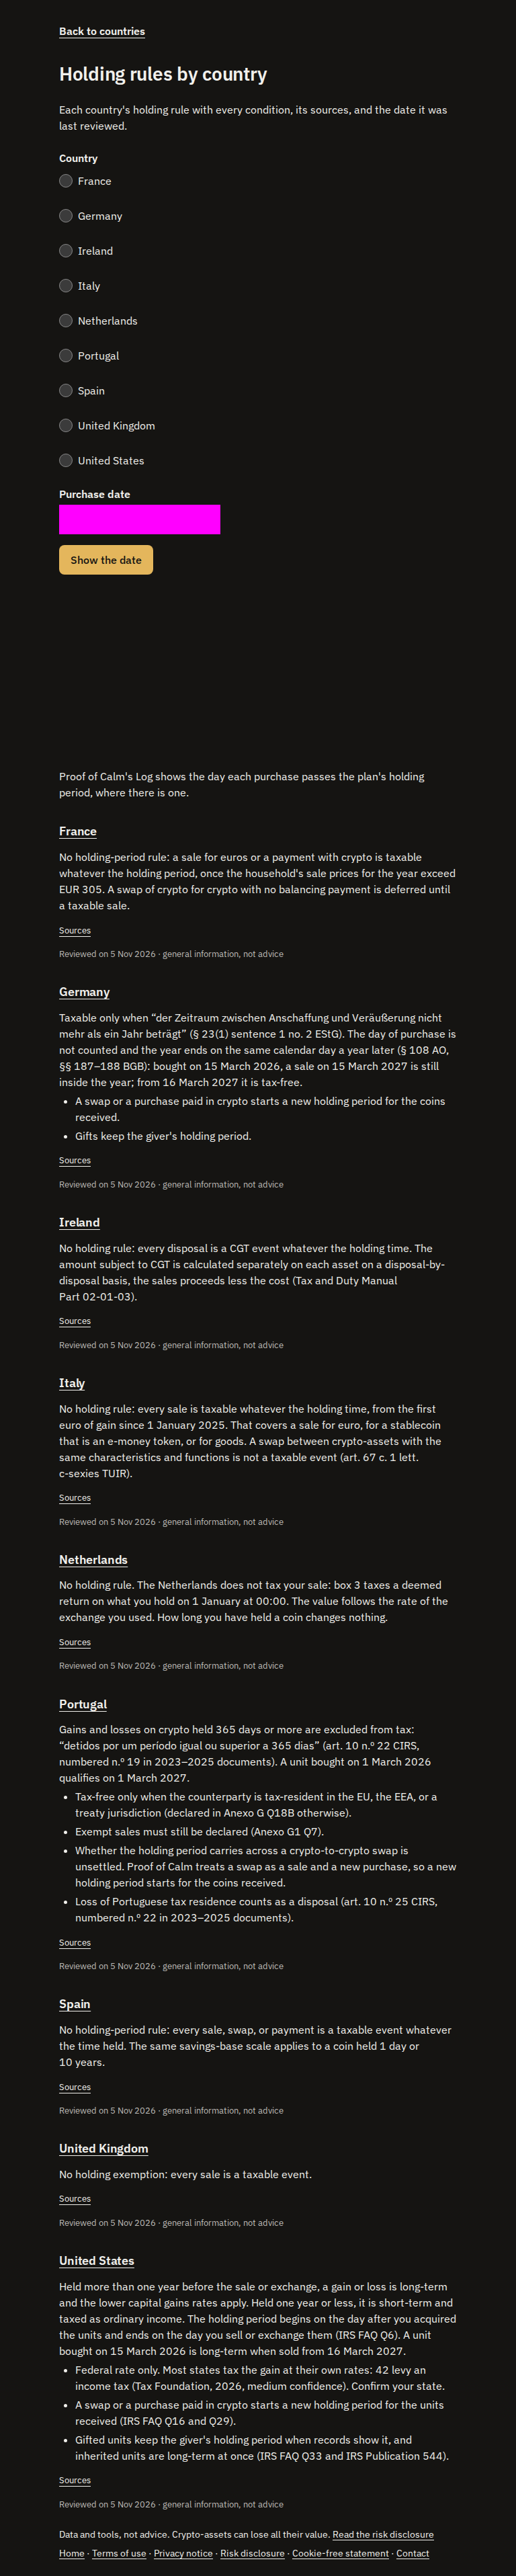 Back to countries
Holding rules by country
Each country's holding rule with every condition, its sources, and the date it was
last reviewed.
Country
France
Germany
Ireland
Italy
Netherlands
Portugal
Spain
United Kingdom
United States
Purchase date
Show the date
Proof of Calm's Log shows the day each purchase passes the plan's holding
period, where there is one.
France
No holding-period rule: a sale for euros or a payment with crypto is taxable
whatever the holding period, once the household's sale prices for the year exceed
EUR 305. A swap of crypto for crypto with no balancing payment is deferred until
a taxable sale.
Sources
Reviewed on 5 Nov 2026 · general information, not advice
Germany
Taxable only when “der Zeitraum zwischen Anschaffung und Veräußerung nicht
mehr als ein Jahr beträgt” (§ 23(1) sentence 1 no. 2 EStG). The day of purchase is
not counted and the year ends on the same calendar day a year later (§ 108 AO,
§§ 187–188 BGB): bought on 15 March 2026, a sale on 15 March 2027 is still
inside the year; from 16 March 2027 it is tax-free.
• A swap or a purchase paid in crypto starts a new holding period for the coins
received.
• Gifts keep the giver's holding period.
Sources
Reviewed on 5 Nov 2026 · general information, not advice
Ireland
No holding rule: every disposal is a CGT event whatever the holding time. The
amount subject to CGT is calculated separately on each asset on a disposal-by-
disposal basis, the sales proceeds less the cost (Tax and Duty Manual
Part 02-01-03).
Sources
Reviewed on 5 Nov 2026 · general information, not advice
Italy
No holding rule: every sale is taxable whatever the holding time, from the first
euro of gain since 1 January 2025. That covers a sale for euro, for a stablecoin
that is an e-money token, or for goods. A swap between crypto-assets with the
same characteristics and functions is not a taxable event (art. 67 c. 1 lett.
c-sexies TUIR).
Sources
Reviewed on 5 Nov 2026 · general information, not advice
Netherlands
No holding rule. The Netherlands does not tax your sale: box 3 taxes a deemed
return on what you hold on 1 January at 00:00. The value follows the rate of the
exchange you used. How long you have held a coin changes nothing.
Sources
Reviewed on 5 Nov 2026 · general information, not advice
Portugal
Gains and losses on crypto held 365 days or more are excluded from tax:
“detidos por um período igual ou superior a 365 dias” (art. 10 n.º 22 CIRS,
numbered n.º 19 in 2023–2025 documents). A unit bought on 1 March 2026
qualifies on 1 March 2027.
• Tax-free only when the counterparty is tax-resident in the EU, the EEA, or a
treaty jurisdiction (declared in Anexo G Q18B otherwise).
• Exempt sales must still be declared (Anexo G1 Q7).
• Whether the holding period carries across a crypto-to-crypto swap is
unsettled. Proof of Calm treats a swap as a sale and a new purchase, so a new
holding period starts for the coins received.
• Loss of Portuguese tax residence counts as a disposal (art. 10 n.º 25 CIRS,
numbered n.º 22 in 2023–2025 documents).
Sources
Reviewed on 5 Nov 2026 · general information, not advice
Spain
No holding-period rule: every sale, swap, or payment is a taxable event whatever
the time held. The same savings-base scale applies to a coin held 1 day or
10 years.
Sources
Reviewed on 5 Nov 2026 · general information, not advice
United Kingdom
No holding exemption: every sale is a taxable event.
Sources
Reviewed on 5 Nov 2026 · general information, not advice
United States
Held more than one year before the sale or exchange, a gain or loss is long-term
and the lower capital gains rates apply. Held one year or less, it is short-term and
taxed as ordinary income. The holding period begins on the day after you acquired
the units and ends on the day you sell or exchange them (IRS FAQ Q6). A unit
bought on 15 March 2026 is long-term when sold from 16 March 2027.
• Federal rate only. Most states tax the gain at their own rates: 42 levy an
income tax (Tax Foundation, 2026, medium confidence). Confirm your state.
• A swap or a purchase paid in crypto starts a new holding period for the units
received (IRS FAQ Q16 and Q29).
• Gifted units keep the giver's holding period when records show it, and
inherited units are long-term at once (IRS FAQ Q33 and IRS Publication 544).
Sources
Reviewed on 5 Nov 2026 · general information, not advice
Data and tools, not advice. Crypto-assets can lose all their value. Read the risk disclosure
Home · Terms of use · Privacy notice · Risk disclosure · Cookie-free statement · Contact